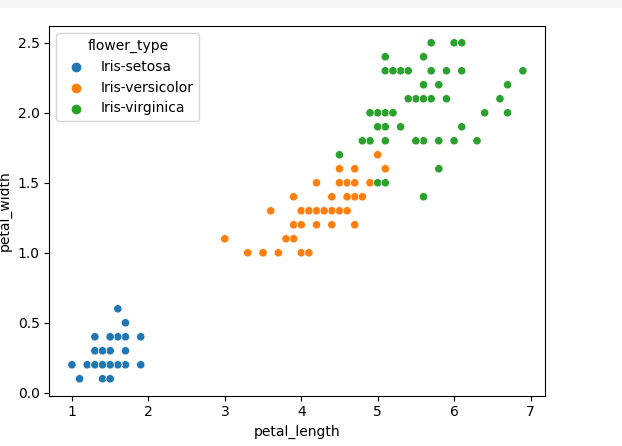 flower_type
Iris-setosa
Iris-versicolor
Iris-virginica
2.5
2.0
1.5
1.0
0.5
0.0
petal_width
1 2 3 4 5 6 7
petal_length